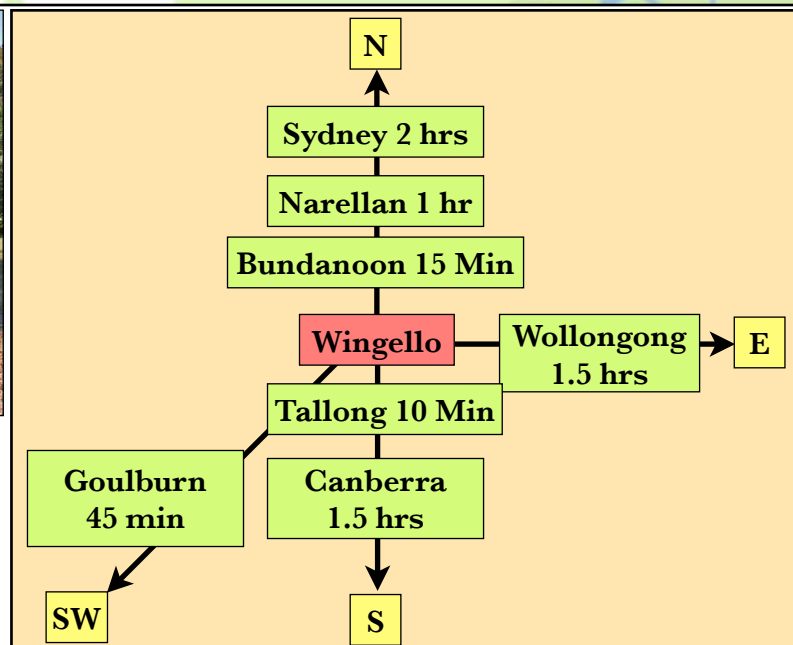 N
Sydney 2 hrs
Narellan 1 hr
Bundanoon 15 Min
Wingello
Wollongong
1.5 hrs
E
Tallong 10 Min
Goulburn
45 min
Canberra
1.5 hrs
SW
S